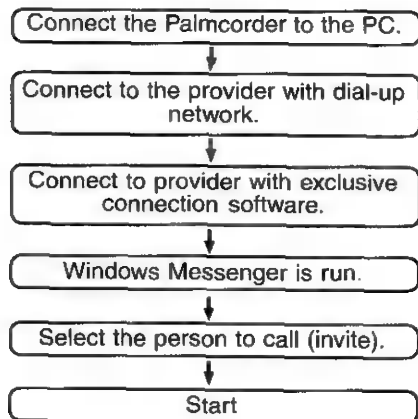 Connect the Palmcorder to the PC.
Connect to the provider with dial-up
network.
Connect to provider with exclusive
connection software.
Windows Messenger is run.
Select the person to call (invite).
Start